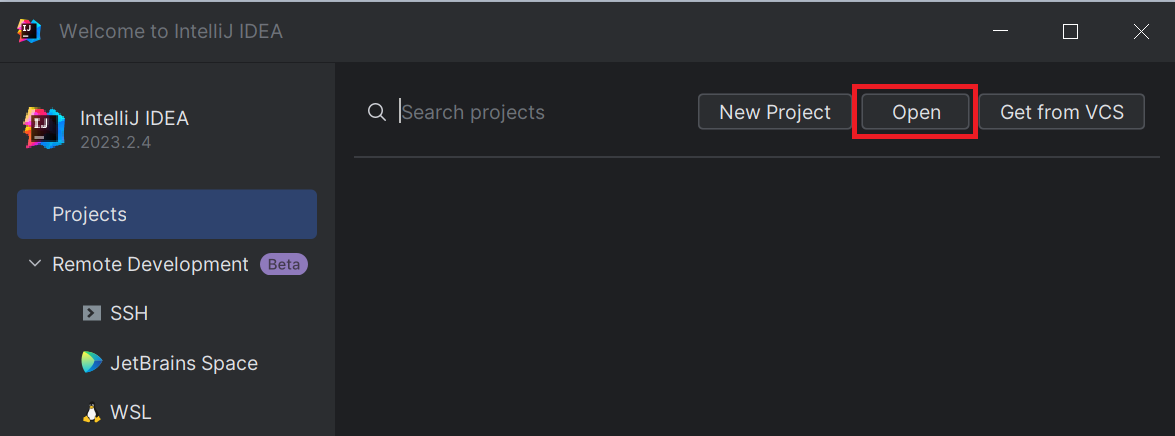 Welcome to IntelliJ IDEA
IJ
IntelliJ IDEA
2023.2.4
Search projects
New Project
Open
Get from VCS
Projects
Remote Development Beta
SSH
JetBrains Space
WSL